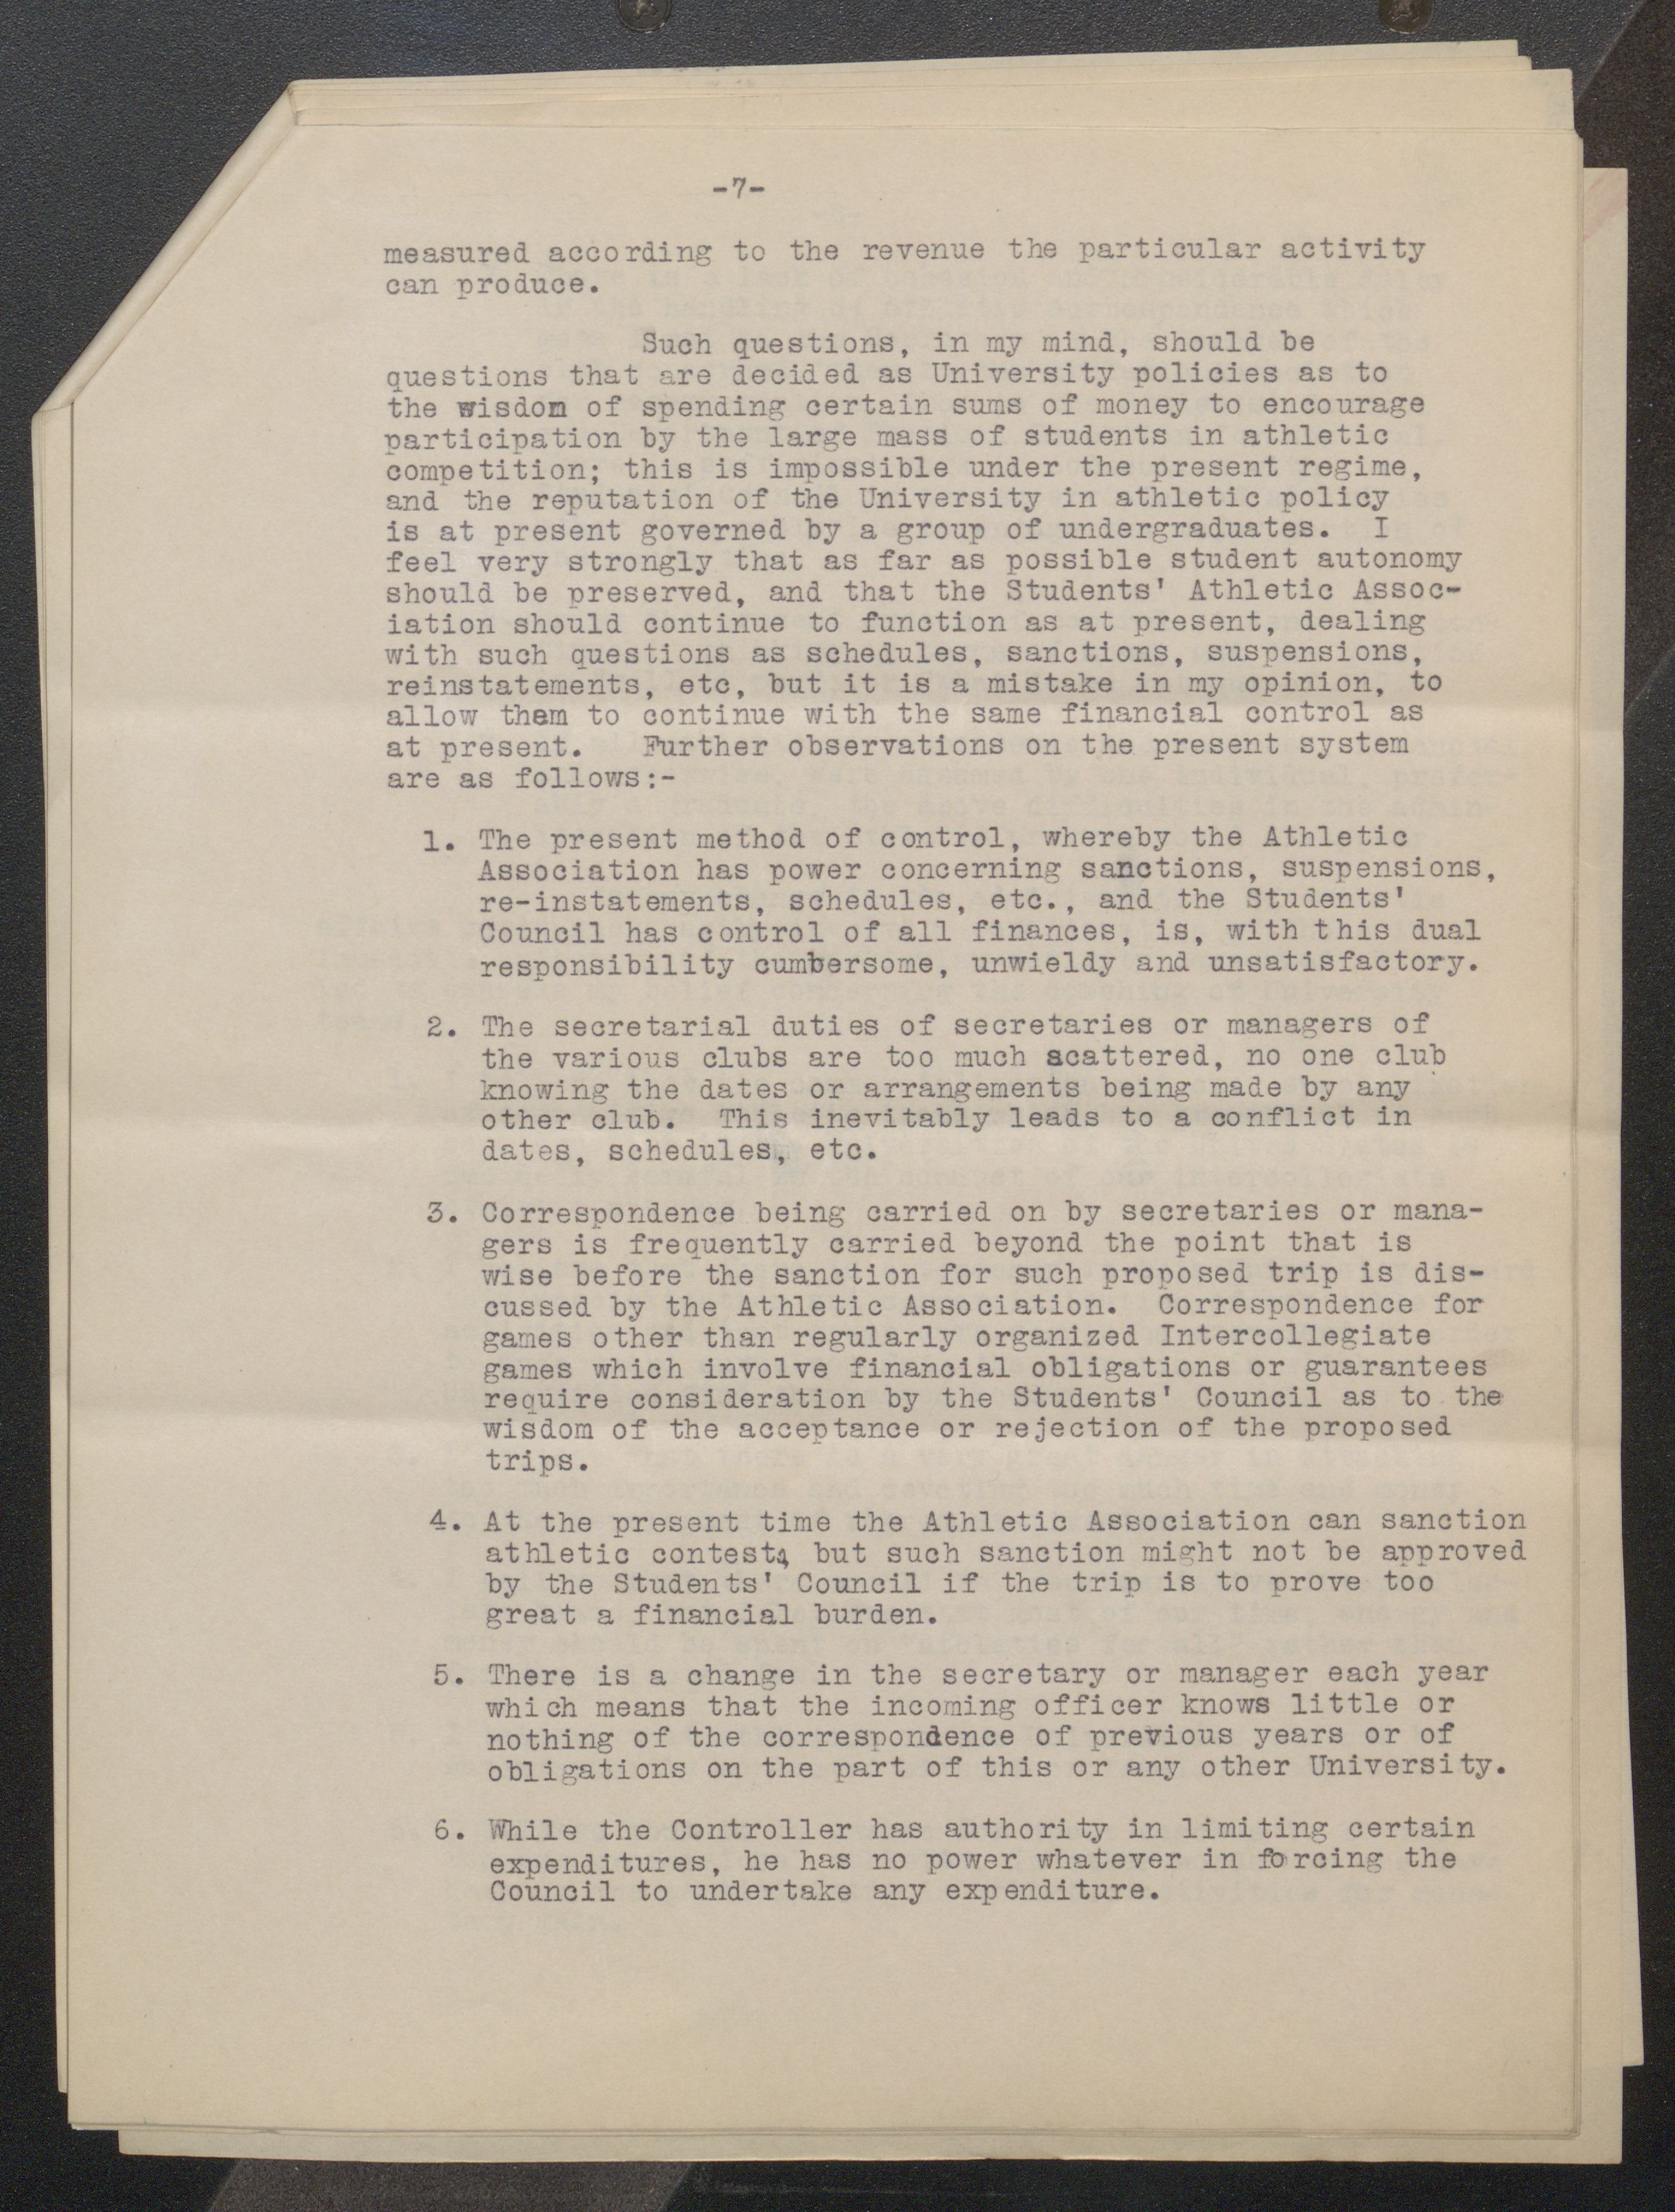 -7-
measured according to the revenue the particular activity
can produce.
Such questions, in my mind, should be
questions that are decided as University policies as to
the wisdom of spending certain sums of money to encourage
participation by the large mass of students in athletic
competition; this is impossible under the present regime,
and the reputation of the University in athletic policy
is at present governed by a group of undergraduates. I
feel very strongly that as far as possible student autonomy
should be preserved, and that the Students' Athletic Assoc-
iation should continue to function as at present, dealing
with such questions as schedules, sanctions, suspensions,
reinstatements, etc, but it is a mistake in my opinion, to
allow them to continue with the same financial control as
at present. Further observations on the present system
are as follows:-
1. The present method of control, whereby the Athletic
Association has power concerning sanctions, suspensions,
re-instatements, schedules, etc., and the Students'
Council has control of all finances, is, with this dual
responsibility cumbersome, unwieldy and unsatisfactory.
2. The secretarial duties of secretaries or managers of
the various clubs are too much scattered, no one club
knowing the dates or arrangements being made by any
other club. This inevitably leads to a conflict in
dates, schedules, etc.
3. Correspondence being carried on by secretaries or mana-
gers is frequently carried beyond the point that is
wise before the sanction for such proposed trip is dis-
cussed by the Athletic Association. Correspondence for
games other than regularly organized Intercollegiate
games which involve financial obligations or guarantees
require consideration by the Students' Council as to the
wisdom of the acceptance or rejection of the proposed
trips.
4. At the present time the Athletic Association can sanction
athletic contests, but such sanction might not be approved
by the Students' Council if the trip is to prove too
great a financial burden.
5. There is a change in the secretary or manager each year
which means that the incoming officer knows little or
nothing of the correspondence of previous years or of
obligations on the part of this or any other University.
6. While the Controller has authority in limiting certain
expenditures, he has no power whatever in forcing the
Council to undertake any expenditure.